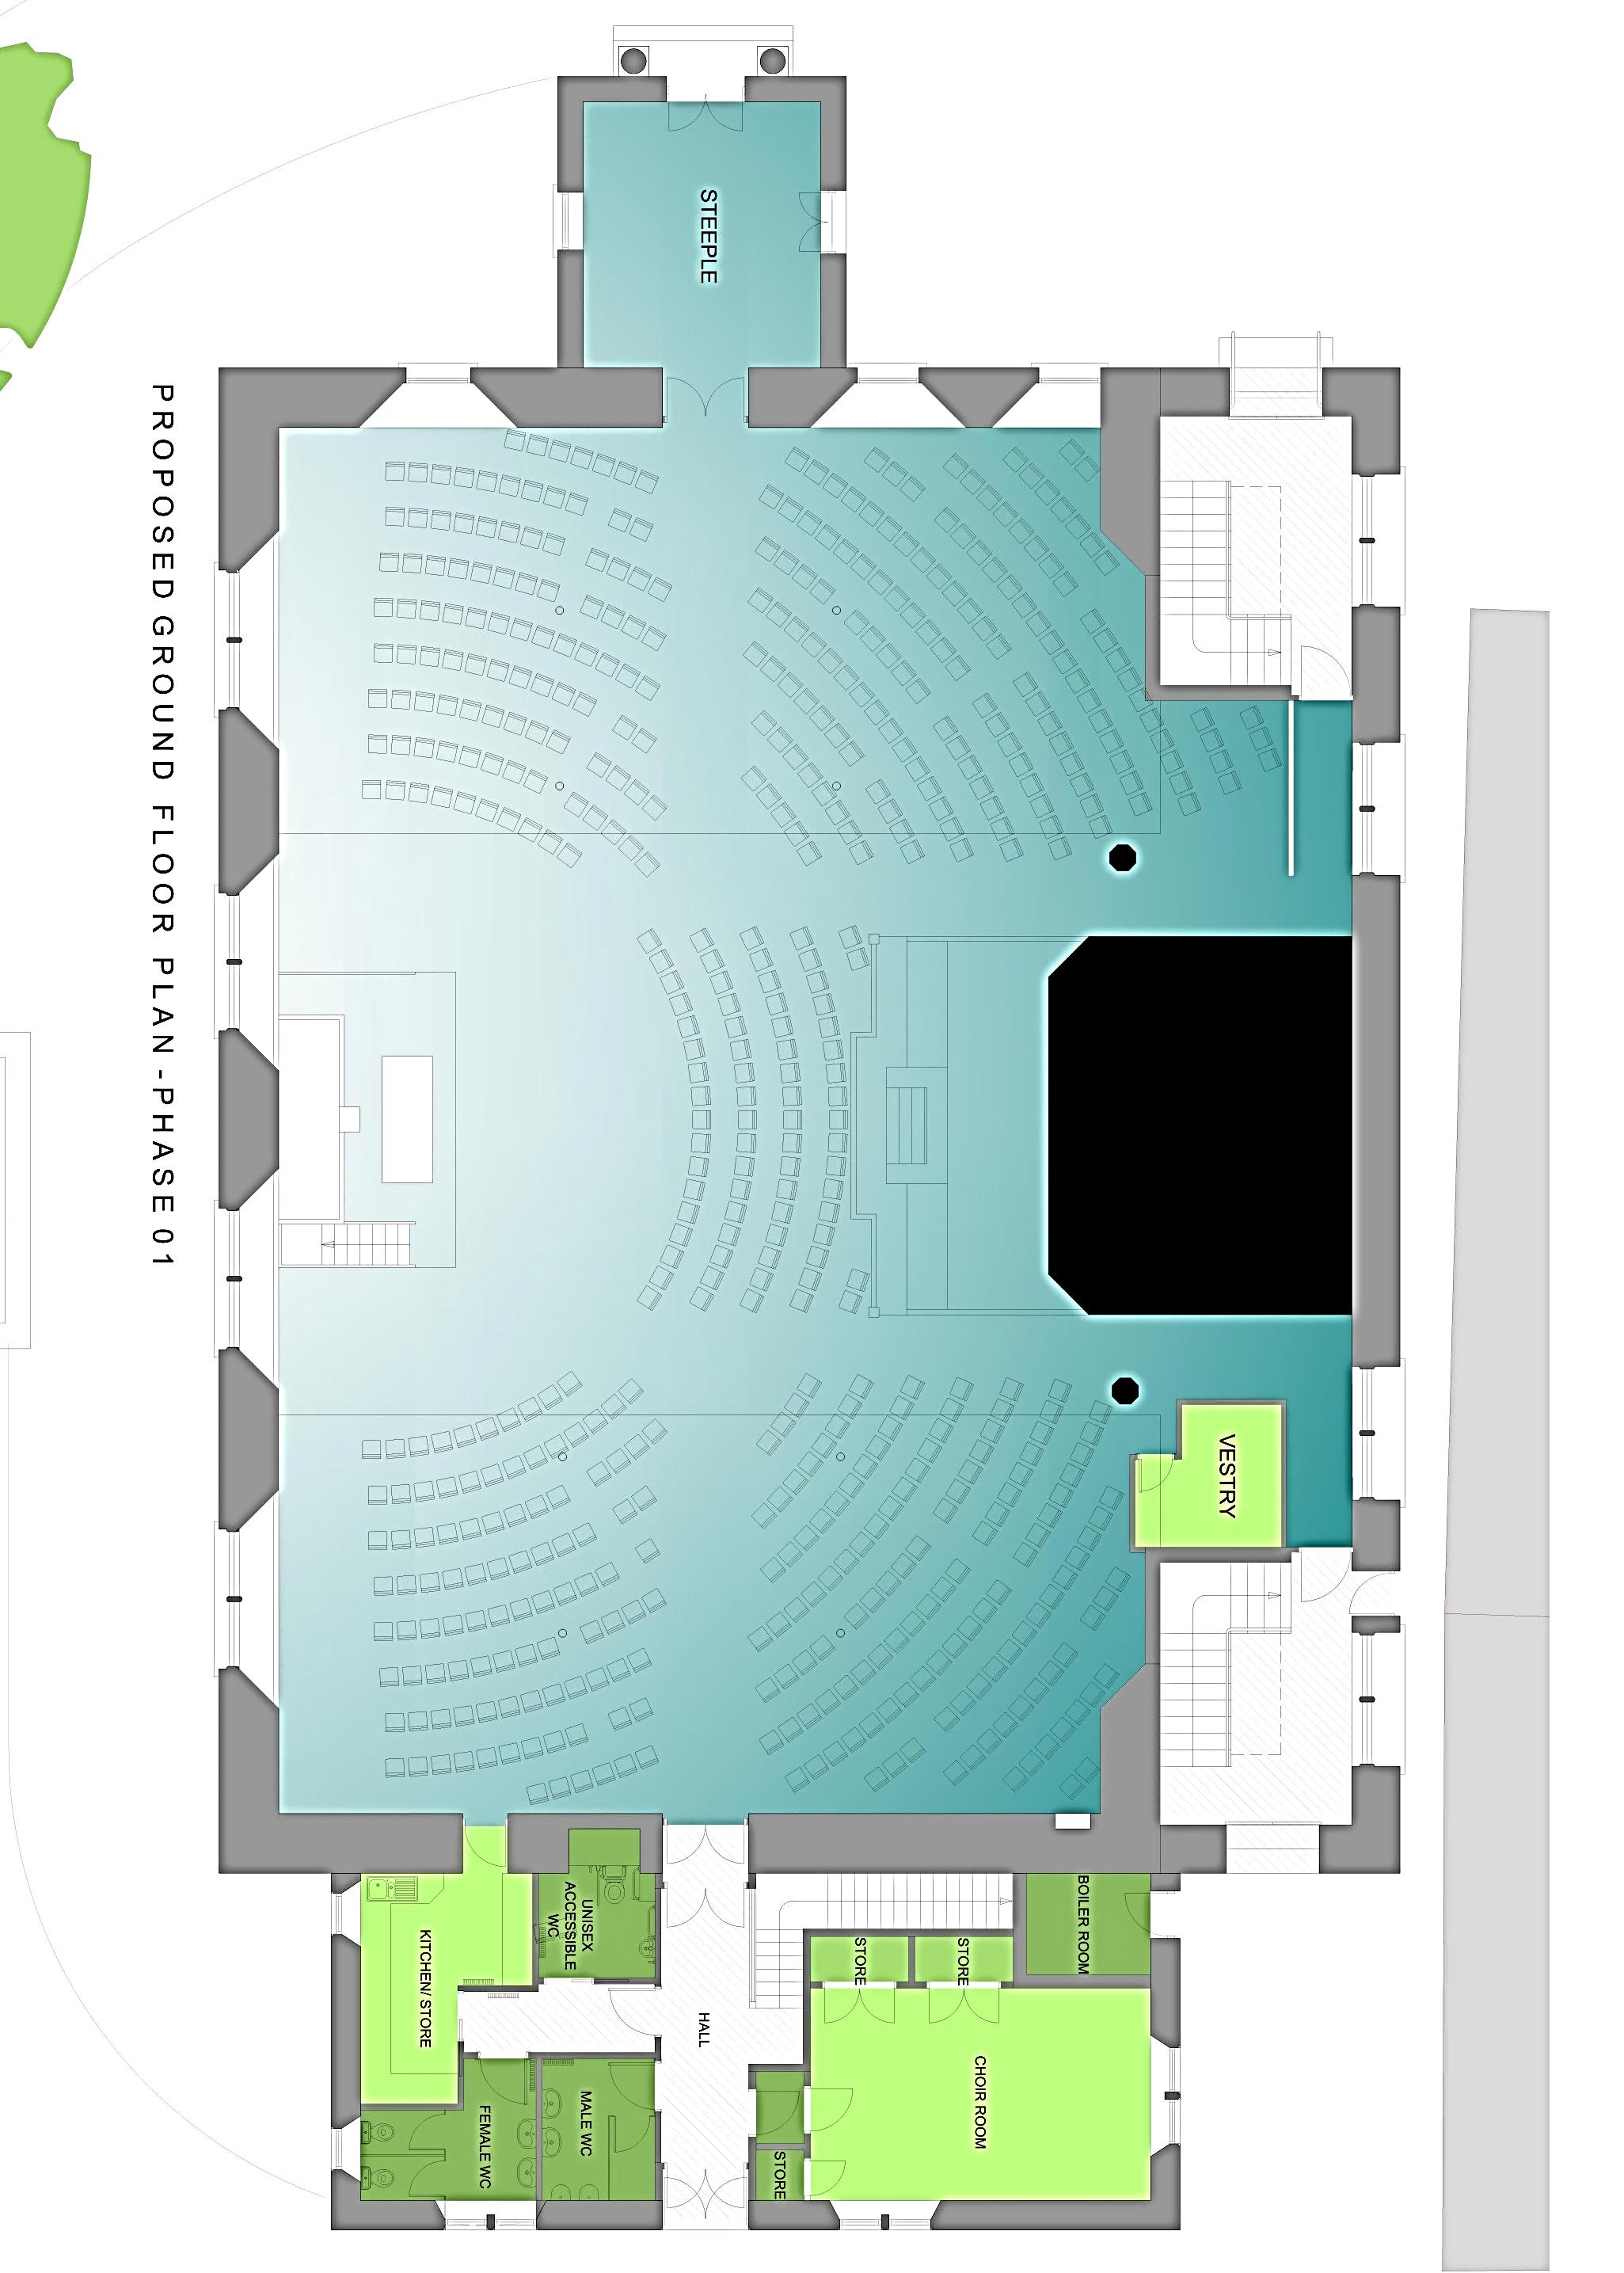 PROPOSED GROUND FLOOR PLAN - PHASE 01
STEEPLE
VESTRY
BOILER ROOM
STORE
STORE
CHOIR ROOM
STORE
HALL
UNISEX
ACCESSIBLE
WC
MALE WC
FEMALE WC
KITCHEN/ STORE